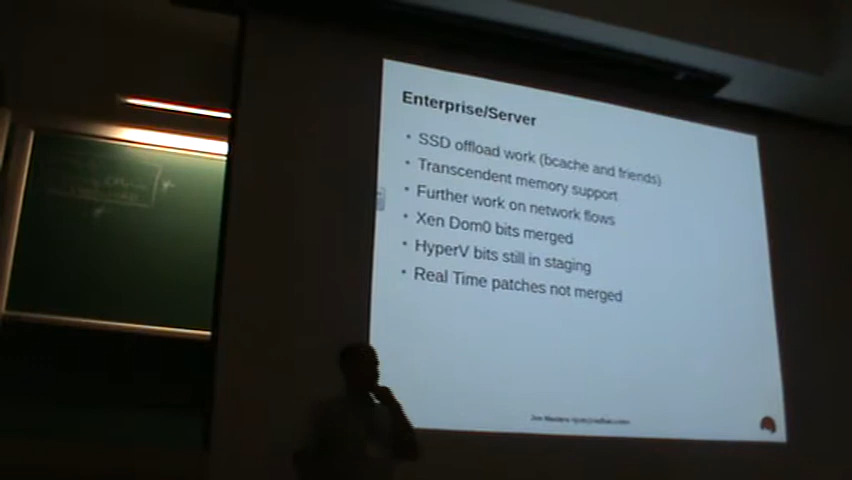 Enterprise/Server
• SSD offload work (bcache and friends)
• Transcendent memory support
• Further work on network flows
• Xen Dom0 bits merged
• HyperV bits still in staging
• Real Time patches not merged